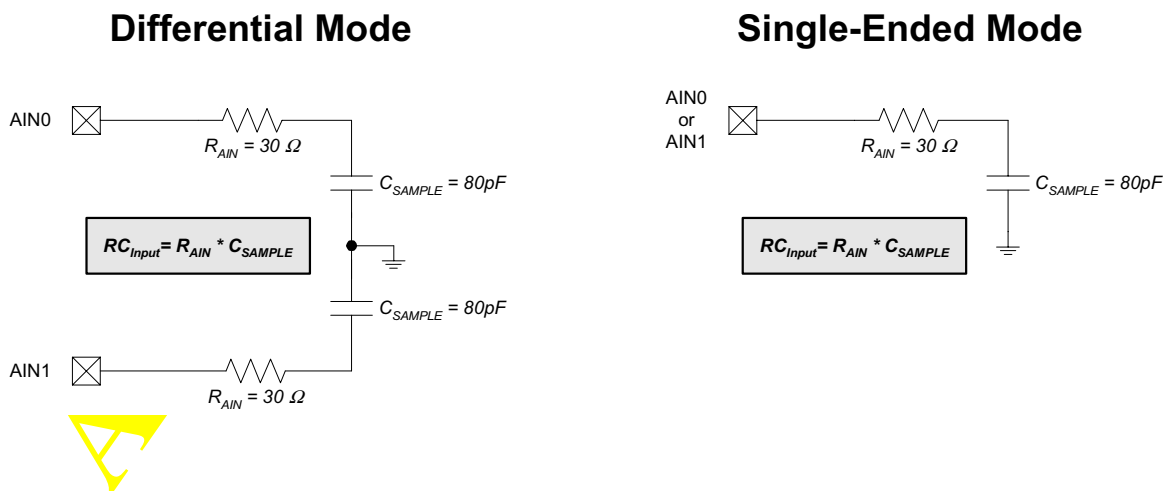 Differential Mode
AIN0
R_AIN = 30 Ω
C_SAMPLE = 80pF
RC_Input= R_AIN * C_SAMPLE
C_SAMPLE = 80pF
AIN1
R_AIN = 30 Ω
Single-Ended Mode
AIN0
or
AIN1
R_AIN = 30 Ω
C_SAMPLE = 80pF
RC_Input= R_AIN * C_SAMPLE